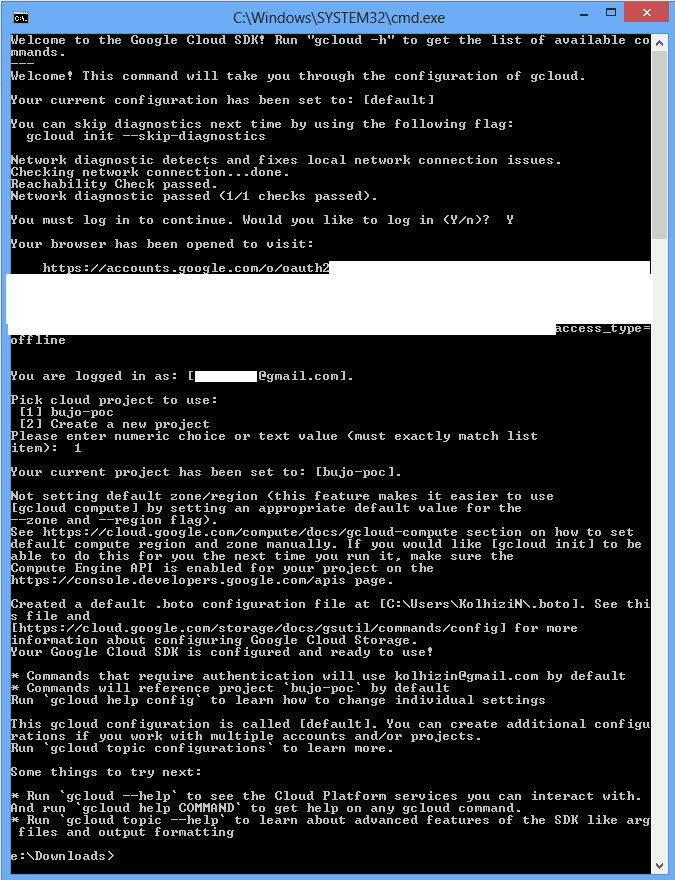 C:\Windows\SYSTEM32\cmd.exe
Welcome to the Google Cloud SDK! Run "gcloud -h" to get the list of available co
mmands.
---
Welcome! This command will take you through the configuration of gcloud.
Your current configuration has been set to: [default]
You can skip diagnostics next time by using the following flag:
  gcloud init --skip-diagnostics
Network diagnostic detects and fixes local network connection issues.
Checking network connection...done.
Reachability Check passed.
Network diagnostic passed (1/1 checks passed).
You must log in to continue. Would you like to log in (Y/n)?  Y
Your browser has been opened to visit:
    https://accounts.google.com/o/oauth2
access_type=
offline
You are logged in as: [@gmail.com].
Pick cloud project to use:
 [1] bujo-poc
 [2] Create a new project
Please enter numeric choice or text value (must exactly match list
item):  1
Your current project has been set to: [bujo-poc].
Not setting default zone/region (this feature makes it easier to use
[gcloud compute] by setting an appropriate default value for the
--zone and --region flag).
See https://cloud.google.com/compute/docs/gcloud-compute section on how to set
default compute region and zone manually. If you would like [gcloud init] to be
able to do this for you the next time you run it, make sure the
Compute Engine API is enabled for your project on the
https://console.developers.google.com/apis page.
Created a default .boto configuration file at [C:\Users\KolhiziN\.boto]. See thi
s file and
[https://cloud.google.com/storage/docs/gsutil/commands/config] for more
information about configuring Google Cloud Storage.
Your Google Cloud SDK is configured and ready to use!
* Commands that require authentication will use kolhizin@gmail.com by default
* Commands will reference project `bujo-poc` by default
Run `gcloud help config` to learn how to change individual settings
This gcloud configuration is called [default]. You can create additional configu
rations if you work with multiple accounts and/or projects.
Run `gcloud topic configurations` to learn more.
Some things to try next:
* Run `gcloud --help` to see the Cloud Platform services you can interact with.
And run `gcloud help COMMAND` to get help on any gcloud command.
* Run `gcloud topic --help` to learn about advanced features of the SDK like arg
 files and output formatting
e:\Downloads>